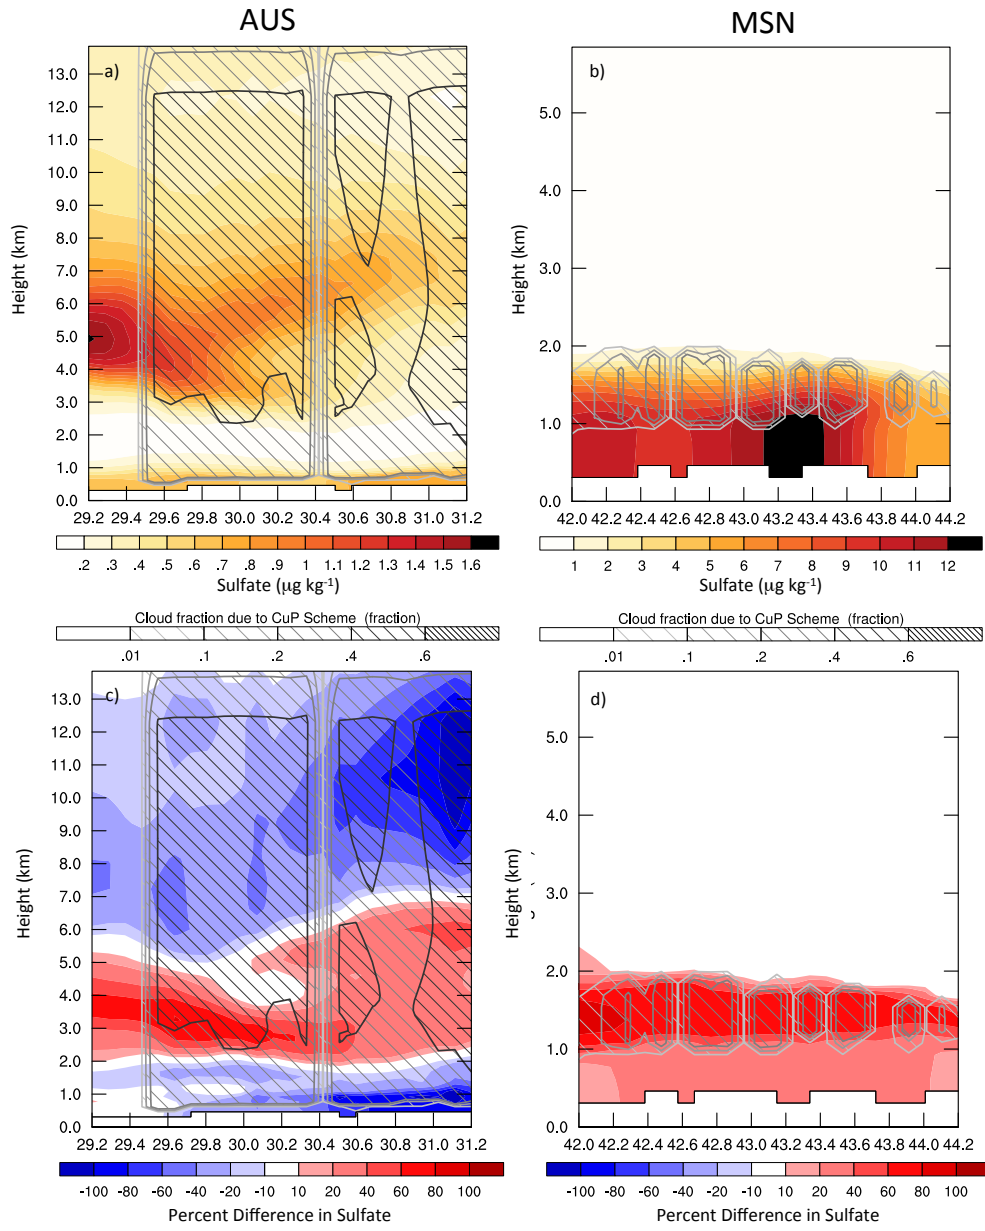 AUS MSN
a) b)
13.0
12.0
11.0
10.0
9.0
8.0
7.0
6.0
5.0
4.0
3.0
2.0
1.0
0.0
Height (km)
29.2 29.4 29.6 29.8 30.0 30.2 30.4 30.6 30.8 31.0 31.2
.2 .3 .4 .5 .6 .7 .8 .9 1 1.1 1.2 1.3 1.4 1.5 1.6
Sulfate (μg kg-1)
5.0
4.0
3.0
2.0
1.0
0.0
Height (km)
42.0 42.2 42.4 42.6 42.8 43.0 43.2 43.4 43.6 43.8 44.0 44.2
1 2 3 4 5 6 7 8 9 10 11 12
Sulfate (μg kg-1)
Cloud fraction due to CuP Scheme (fraction)
.01 .1 .2 .4 .6
Cloud fraction due to CuP Scheme (fraction)
.01 .1 .2 .4 .6
c) d)
13.0
12.0
11.0
10.0
9.0
8.0
7.0
6.0
5.0
4.0
3.0
2.0
1.0
0.0
Height (km)
29.2 29.4 29.6 29.8 30.0 30.2 30.4 30.6 30.8 31.0 31.2
-100 -80 -60 -40 -20 -10 10 20 40 60 80 100
Percent Difference in Sulfate
5.0
4.0
3.0
2.0
1.0
0.0
Height (km)
42.0 42.2 42.4 42.6 42.8 43.0 43.2 43.4 43.6 43.8 44.0 44.2
-100 -80 -60 -40 -20 -10 10 20 40 60 80 100
Percent Difference in Sulfate